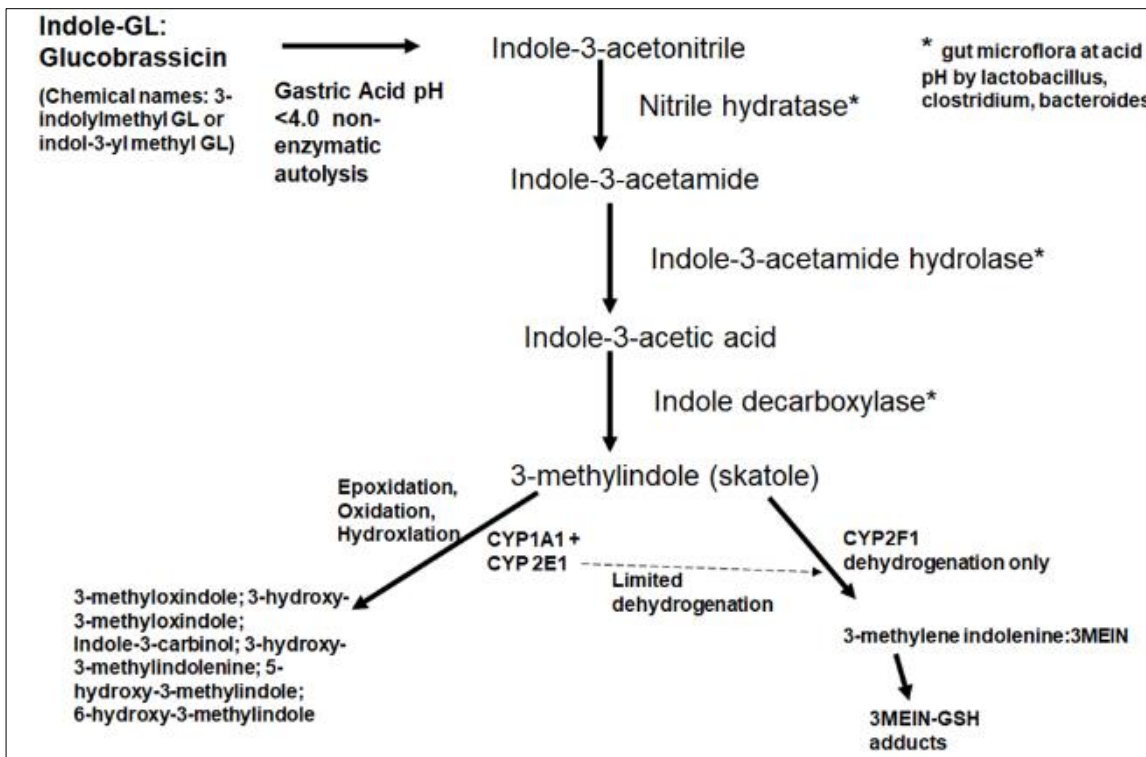 Indole-GL:
Glucobrassicin
(Chemical names: 3-
indolylmethyl GL or
indol-3-yl methyl GL)
Gastric Acid pH
<4.0 non-
enzymatic
autolysis
Indole-3-acetonitrile
* gut microflora at acid
pH by lactobacillus,
clostridium, bacteroides
Nitrile hydratase*
Indole-3-acetamide
Indole-3-acetamide hydrolase*
Indole-3-acetic acid
Indole decarboxylase*
3-methylindole (skatole)
Epoxidation,
Oxidation,
Hydroxlation
CYP1A1 +
CYP 2E1
Limited
dehydrogenation
CYP2F1
dehydrogenation only
3-methyloxindole; 3-hydroxy-
3-methyloxindole;
Indole-3-carbinol; 3-hydroxy-
3-methylindolenine; 5-
hydroxy-3-methylindole;
6-hydroxy-3-methylindole
3-methylene indolenine:3MEIN
3MEIN-GSH
adducts